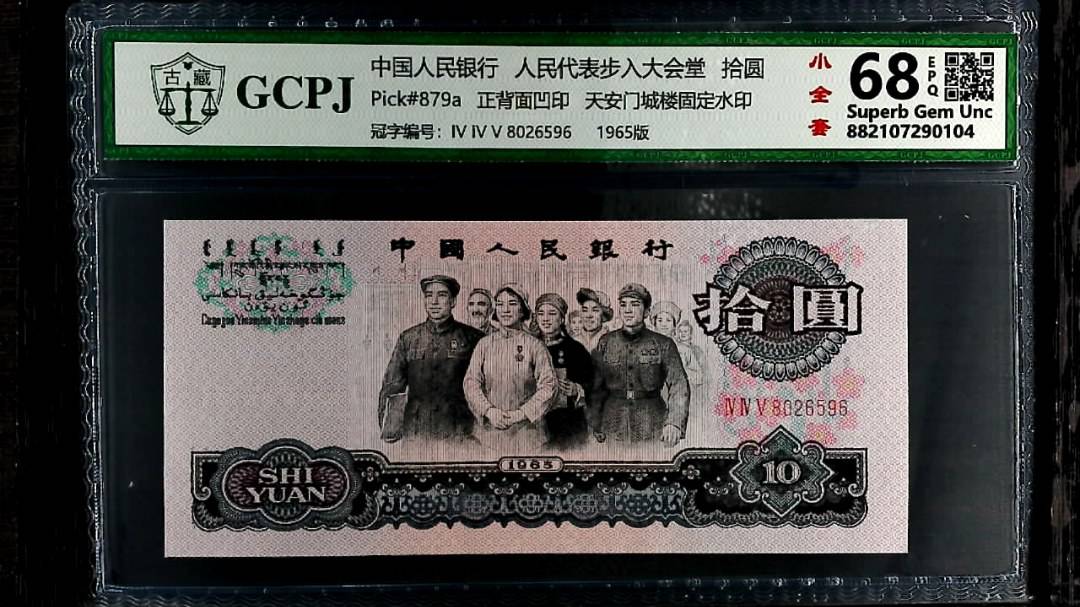 古藏
GCPJ
中国人民银行 人民代表步入大会堂 拾圆
Pick#879a 正背面凹印 天安门城楼固定水印
冠字编号: Ⅳ Ⅳ Ⅴ 8026596 1965版
小全套
68
EPQ
Superb Gem Unc
882107290104
中國人民銀行
拾圓
Ⅳ Ⅳ Ⅴ 8026596
1965
SHI
YUAN
10